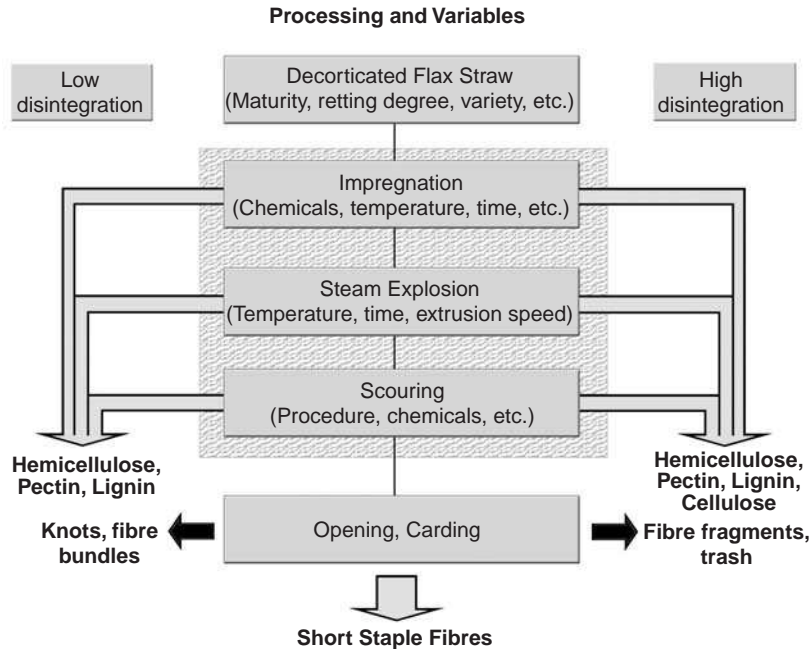 Processing and Variables
Low
disintegration
Decorticated Flax Straw
(Maturity, retting degree, variety, etc.)
High
disintegration
Impregnation
(Chemicals, temperature, time, etc.)
Steam Explosion
(Temperature, time, extrusion speed)
Scouring
(Procedure, chemicals, etc.)
Hemicellulose,
Pectin, Lignin
Hemicellulose,
Pectin, Lignin,
Cellulose
Knots, fibre
bundles
Opening, Carding
Fibre fragments,
trash
Short Staple Fibres